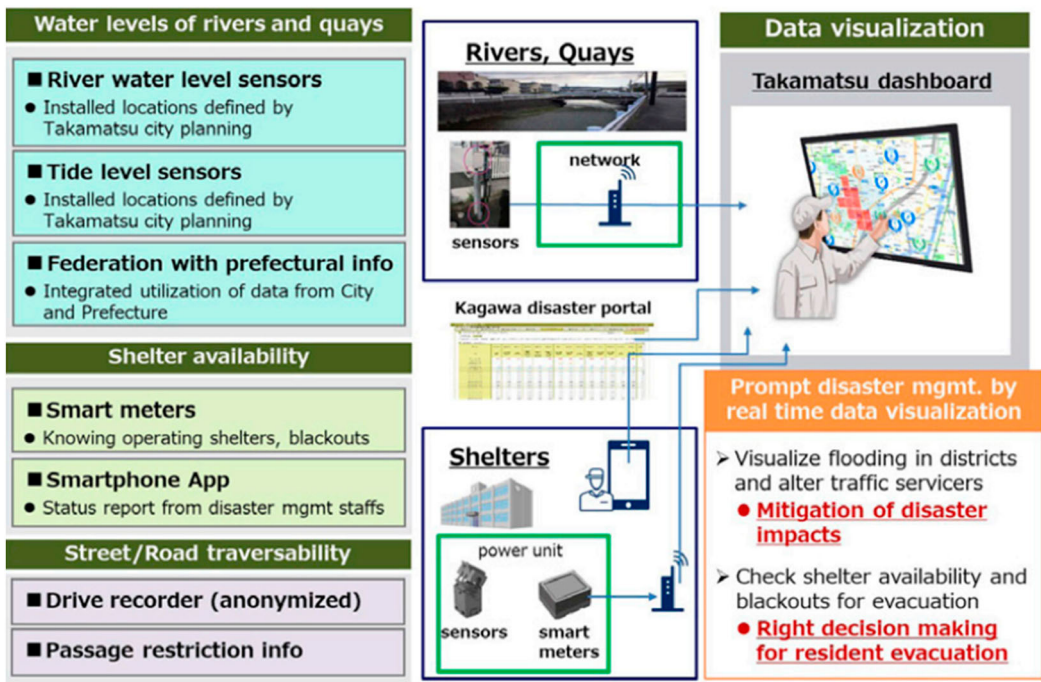 Water levels of rivers and quays
■ River water level sensors
● Installed locations defined by
Takamatsu city planning
■ Tide level sensors
● Installed locations defined by
Takamatsu city planning
■ Federation with prefectural info
● Integrated utilization of data from City
and Prefecture
Shelter availability
■ Smart meters
● Knowing operating shelters, blackouts
■ Smartphone App
● Status report from disaster mgmt staffs
Street/Road traversability
■ Drive recorder (anonymized)
■ Passage restriction info
Rivers, Quays
network
sensors
Kagawa disaster portal
Shelters
power unit
sensors
smart
meters
Data visualization
Takamatsu dashboard
Prompt disaster mgmt. by
real time data visualization
➢ Visualize flooding in districts
and alter traffic servicers
● Mitigation of disaster
impacts
➢ Check shelter availability and
blackouts for evacuation
● Right decision making
for resident evacuation